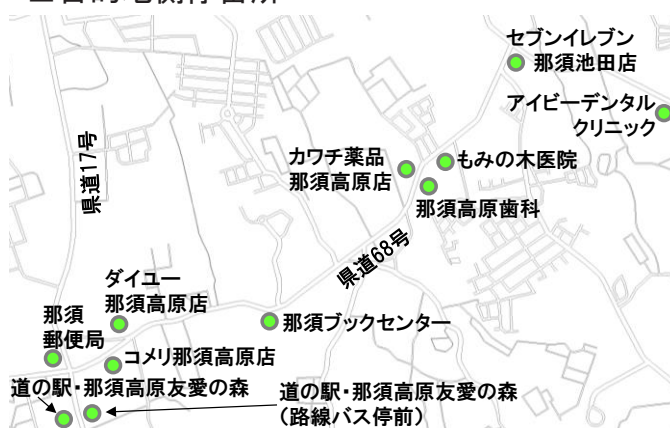 セブンイレブン
那須池田店
アイビーデンタル
クリニック
カワチ薬品
那須高原店
もみの木医院
那須高原歯科
県道17号
県道68号
ダイユー
那須高原店
那須
郵便局
那須ブックセンター
コメリ那須高原店
道の駅・那須高原友愛の森
道の駅・那須高原友愛の森
（路線バス停前）